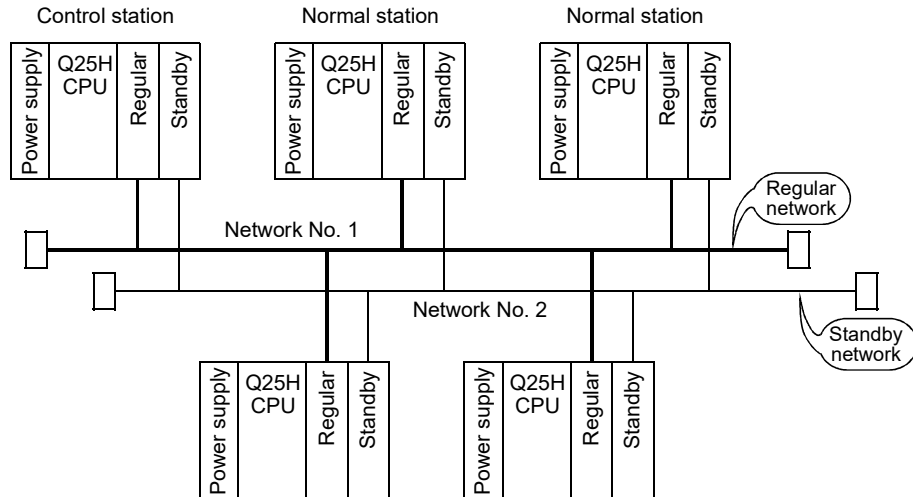 Control station
Normal station
Normal station
Power supply
Q25H
CPU
Regular
Standby
Power supply
Q25H
CPU
Regular
Standby
Power supply
Q25H
CPU
Regular
Standby
Regular
network
Network No. 1
Network No. 2
Standby
network
Power supply
Q25H
CPU
Regular
Standby
Power supply
Q25H
CPU
Regular
Standby